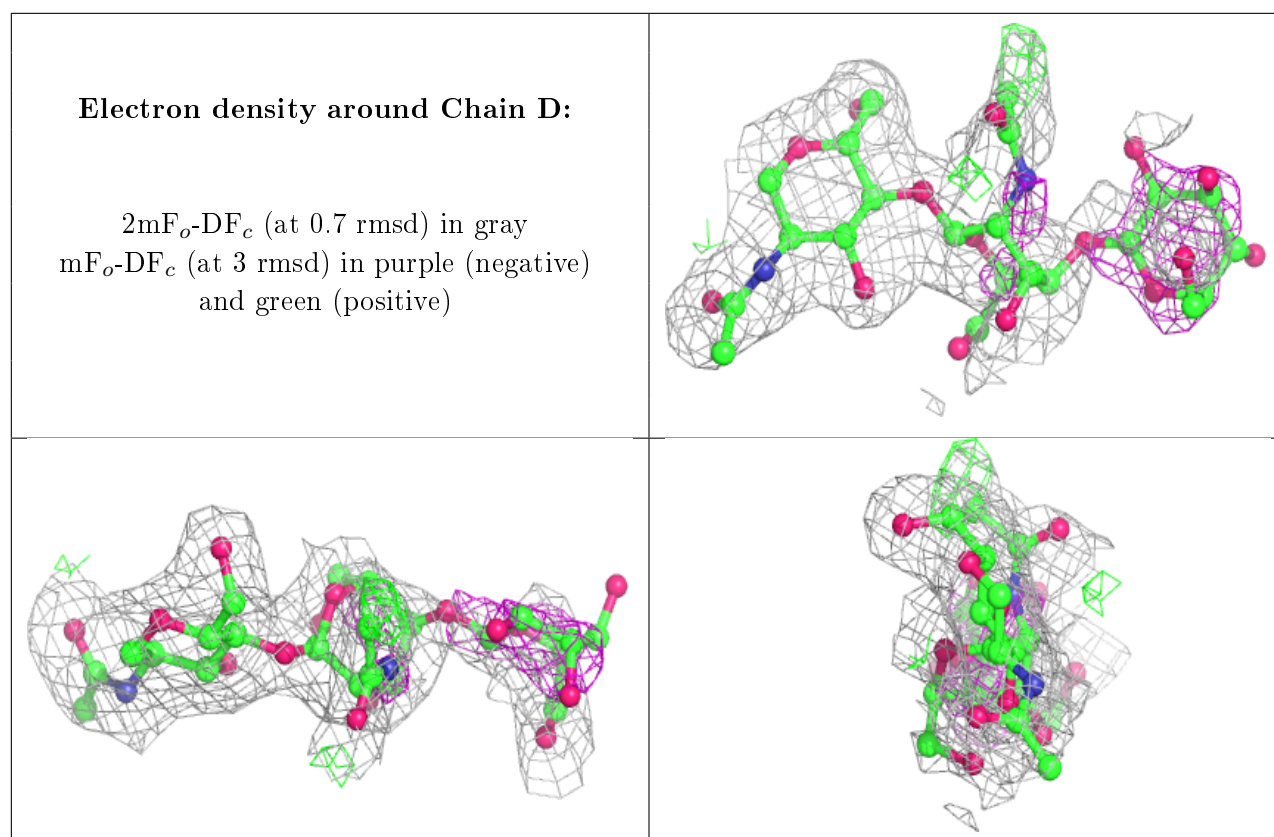 Electron density around Chain D:
2mFo-DFc (at 0.7 rmsd) in gray
mFo-DFc (at 3 rmsd) in purple (negative)
and green (positive)